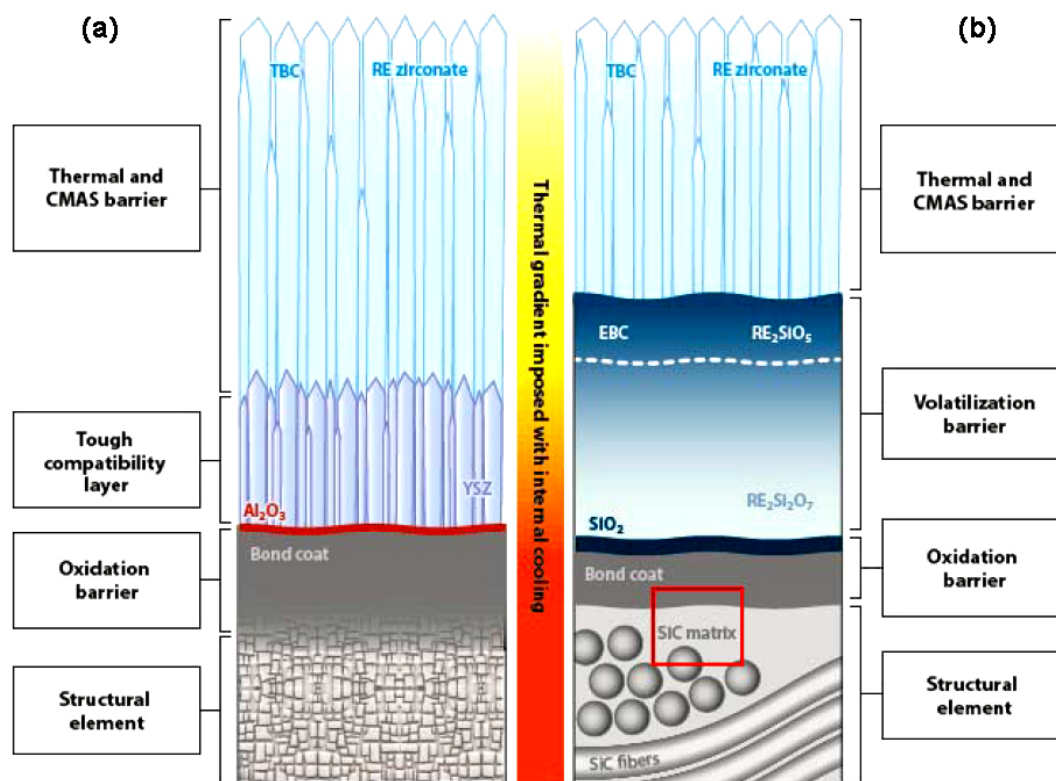 (a)
(b)
TBC
RE zirconate
TBC
RE zirconate
Thermal and
CMAS barrier
Thermal and
CMAS barrier
Thermal gradient imposed with internal cooling
EBC
RE₂SIO₅
Tough
compatibility
layer
Volatilization
barrier
YSZ
RE₂SI₂O₇
Al₂O₃
SIO₂
Bond coat
Bond coat
Oxidation
barrier
Oxidation
barrier
SIC matrix
Structural
element
Structural
element
SIC fibers